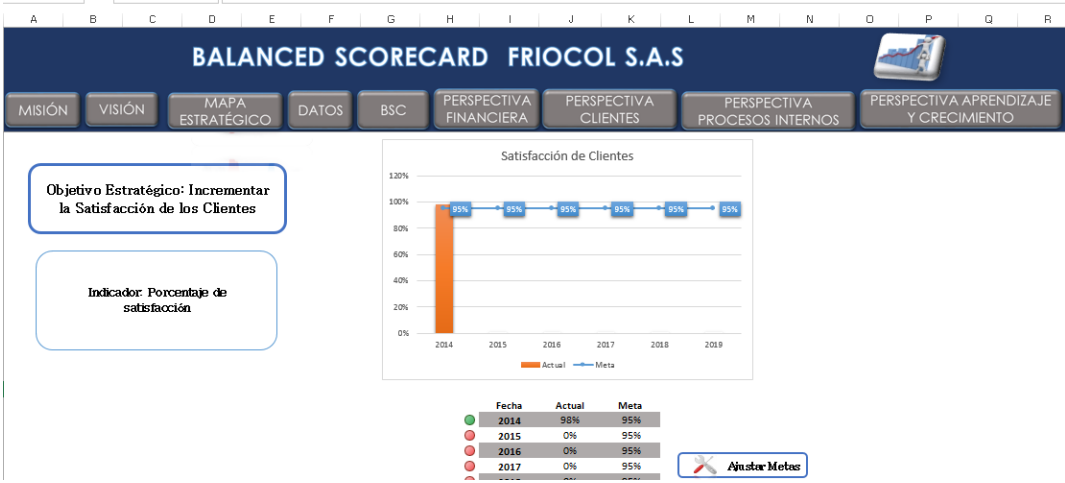 A B C D E F G H I J K L M N O P Q R
BALANCED SCORECARD FRIOCOL S.A.S
MISIÓN
VISIÓN
MAPA
ESTRATÉGICO
DATOS
BSC
PERSPECTIVA
FINANCIERA
PERSPECTIVA
CLIENTES
PERSPECTIVA
PROCESOS INTERNOS
PERSPECTIVA APRENDIZAJE
Y CRECIMIENTO
Objetivo Estratégico: Incrementar
la Satisfacción de los Clientes
Indicador: Porcentaje de
satisfacción
Satisfacción de Clientes
120%
100%
80%
60%
40%
20%
0%
95% 95% 95% 95% 95% 95%
2014 2015 2016 2017 2018 2019
Actual Meta
Fecha Actual Meta
2014 98% 95%
2015 0% 95%
2016 0% 95%
2017 0% 95%
Ajustar Metas